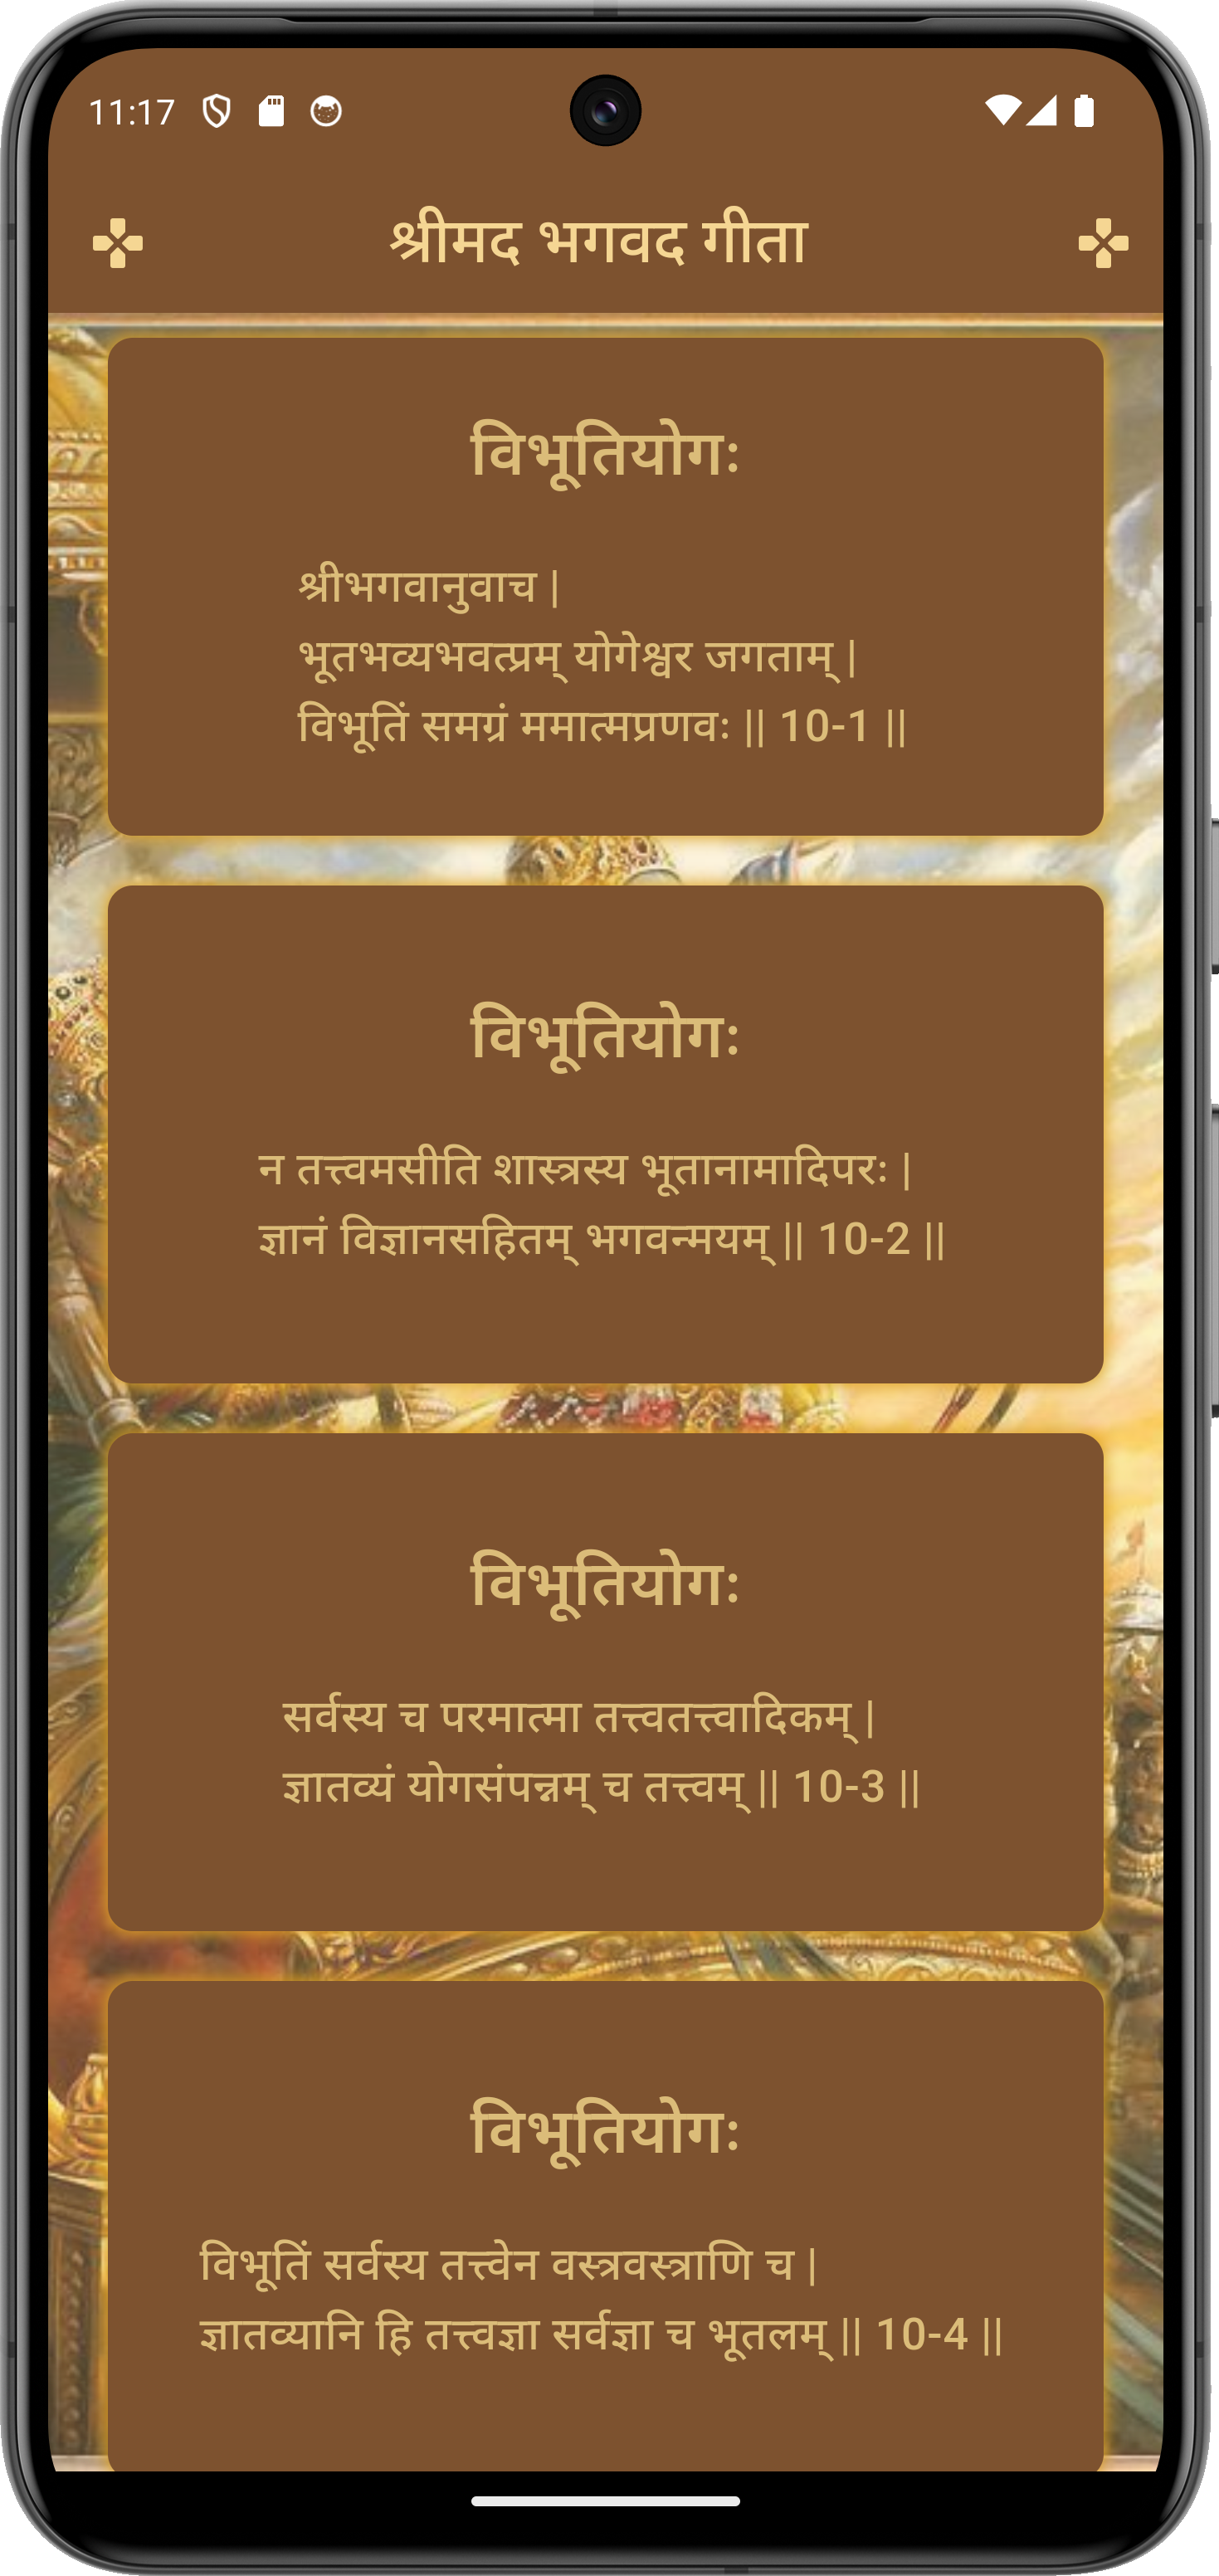 11:17
श्रीमद भगवद गीता
विभूतियोगः
श्रीभगवानुवाच |
भूतभव्यभवत्प्रम् योगेश्वर जगताम् |
विभूतिं समग्रं ममात्मप्रणवः || 10-1 ||
विभूतियोगः
न तत्त्वमसीति शास्त्रस्य भूतानामादिपरः |
ज्ञानं विज्ञानसहितम् भगवन्मयम् || 10-2 ||
विभूतियोगः
सर्वस्य च परमात्मा तत्त्वतत्त्वादिकम् |
ज्ञातव्यं योगसंपन्नम् च तत्त्वम् || 10-3 ||
विभूतियोगः
विभूतिं सर्वस्य तत्त्वेन वस्त्रवस्त्राणि च |
ज्ञातव्यानि हि तत्त्वज्ञा सर्वज्ञा च भूतलम् || 10-4 ||